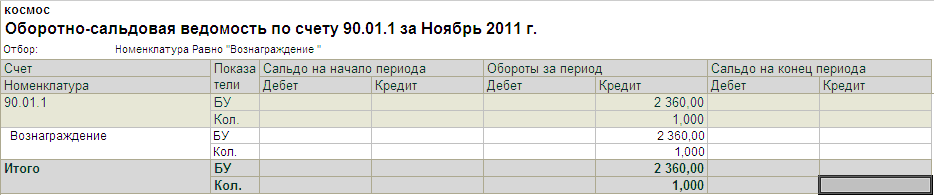 космос
Оборотно-сальдовая ведомость по счету 90.01.1 за Ноябрь 2011 г.
Отбор: Номенклатура Равно "Вознаграждение "
Счет Показа тели Сальдо на начало периода Обороты за период Сальдо на конец периода
Номенклатура Дебет Кредит Дебет Кредит Дебет Кредит
90.01.1 БУ 2 360,00
Кол. 1,000
Вознаграждение БУ 2 360,00
Кол. 1,000
Итого БУ 2 360,00
Кол. 1,000